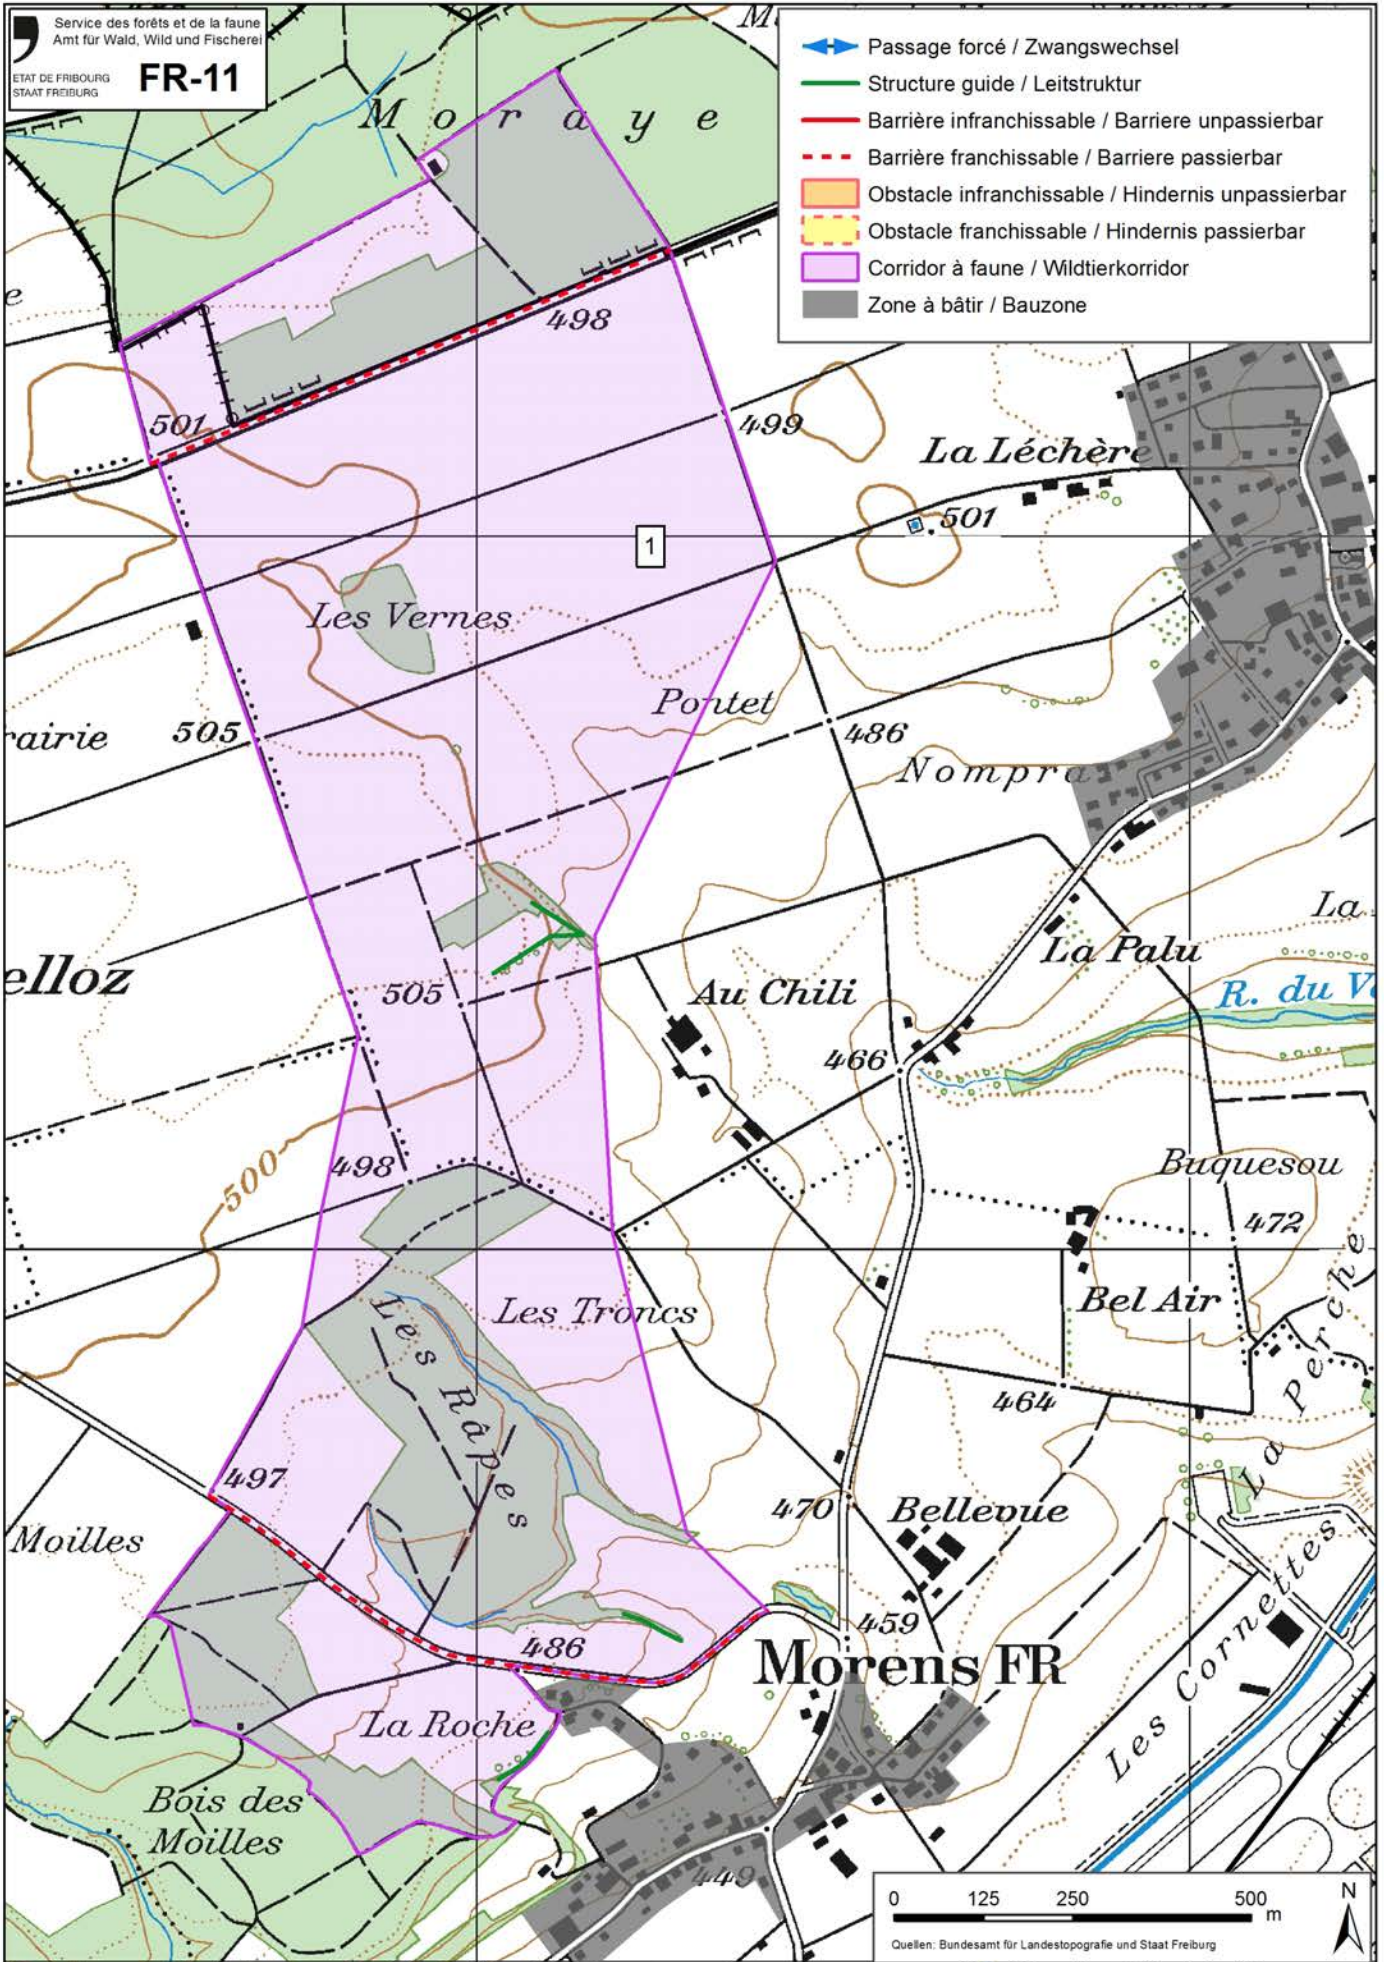 Service des forêts et de la faune
Amt für Wald, Wild und Fischerei
ETAT DE FRIBOURG
STAAT FREIBURG
FR-11
Passage forcé / Zwangswechsel
Structure guide / Leitstruktur
Barrière infranchissable / Barriere unpassierbar
Barrière franchissable / Barriere passierbar
Obstacle infranchissable / Hindernis unpassierbar
Obstacle franchissable / Hindernis passierbar
Corridor à faune / Wildtierkorridor
Zone à bâtir / Bauzone
Moraye
498
501
499
La Léchère
501
1
Les Vernes
Pontet
rairie
505
486
Nompra
La
elloz
La Palu
505
Au Chili
R. du V
466
498
500
Buquesou
472
Les Troncs
Bel Air
Les Râpes
464
La Perche
497
470
Bellevue
Moilles
459
486
Morens FR
Les Cornettes
La Roche
Bois des
Moilles
449
0 125 250 500
m
N
Quellen: Bundesamt für Landestopografie und Staat Freiburg